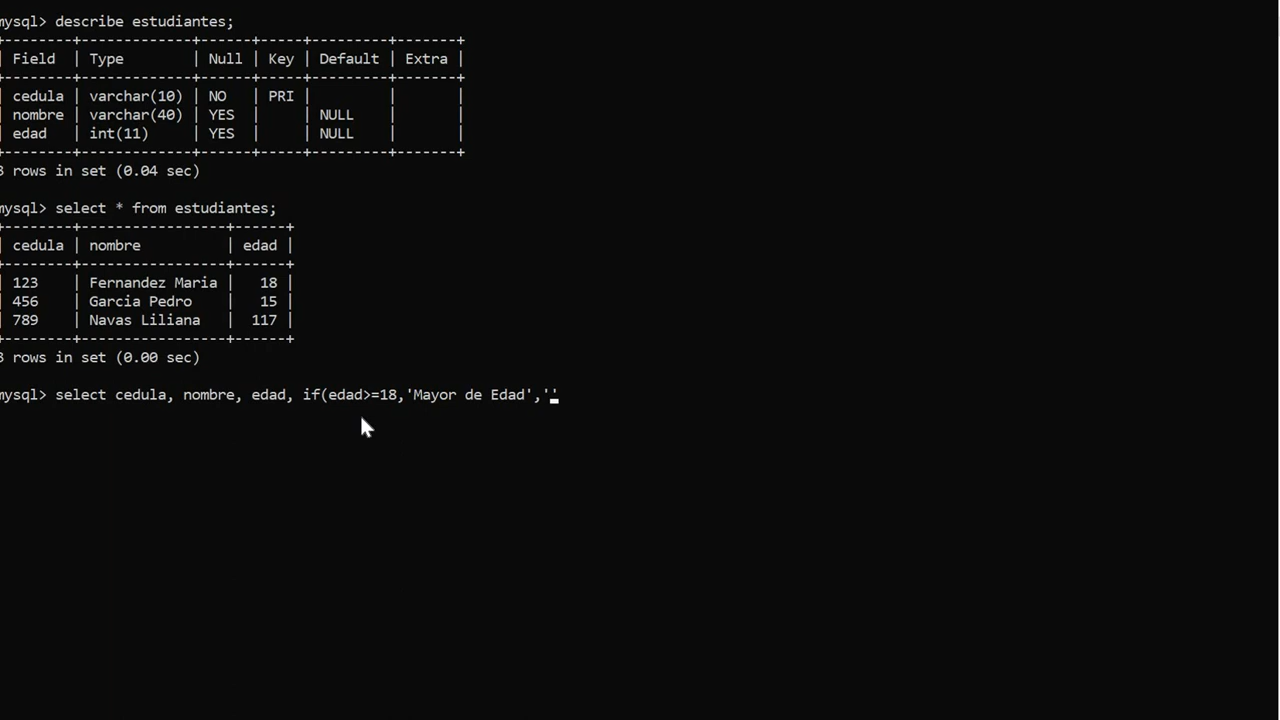 mysql> describe estudiantes;
+--------+-------------+------+-----+---------+-------+
| Field | Type | Null | Key | Default | Extra |
+--------+-------------+------+-----+---------+-------+
| cedula | varchar(10) | NO | PRI | | |
| nombre | varchar(40) | YES | | NULL | |
| edad | int(11) | YES | | NULL | |
+--------+-------------+------+-----+---------+-------+
3 rows in set (0.04 sec)
mysql> select * from estudiantes;
+--------+-----------------+------+
| cedula | nombre | edad |
+--------+-----------------+------+
| 123 | Fernandez Maria | 18 |
| 456 | Garcia Pedro | 15 |
| 789 | Navas Liliana | 117 |
+--------+-----------------+------+
3 rows in set (0.00 sec)
mysql> select cedula, nombre, edad, if(edad>=18,'Mayor de Edad',''